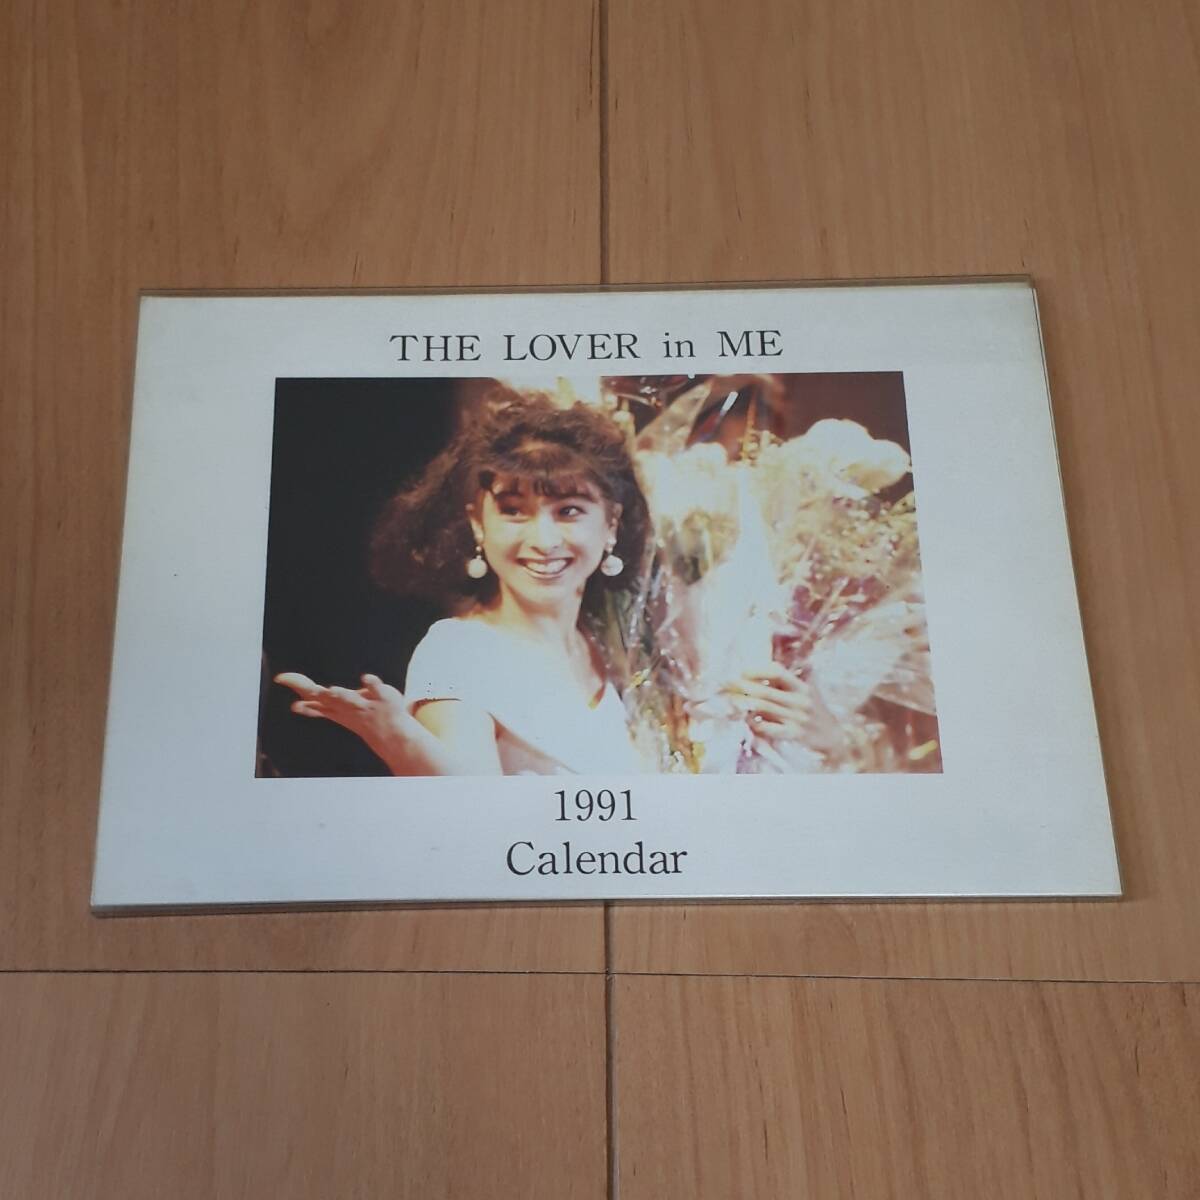 THE LOVER in ME
1991
Calendar